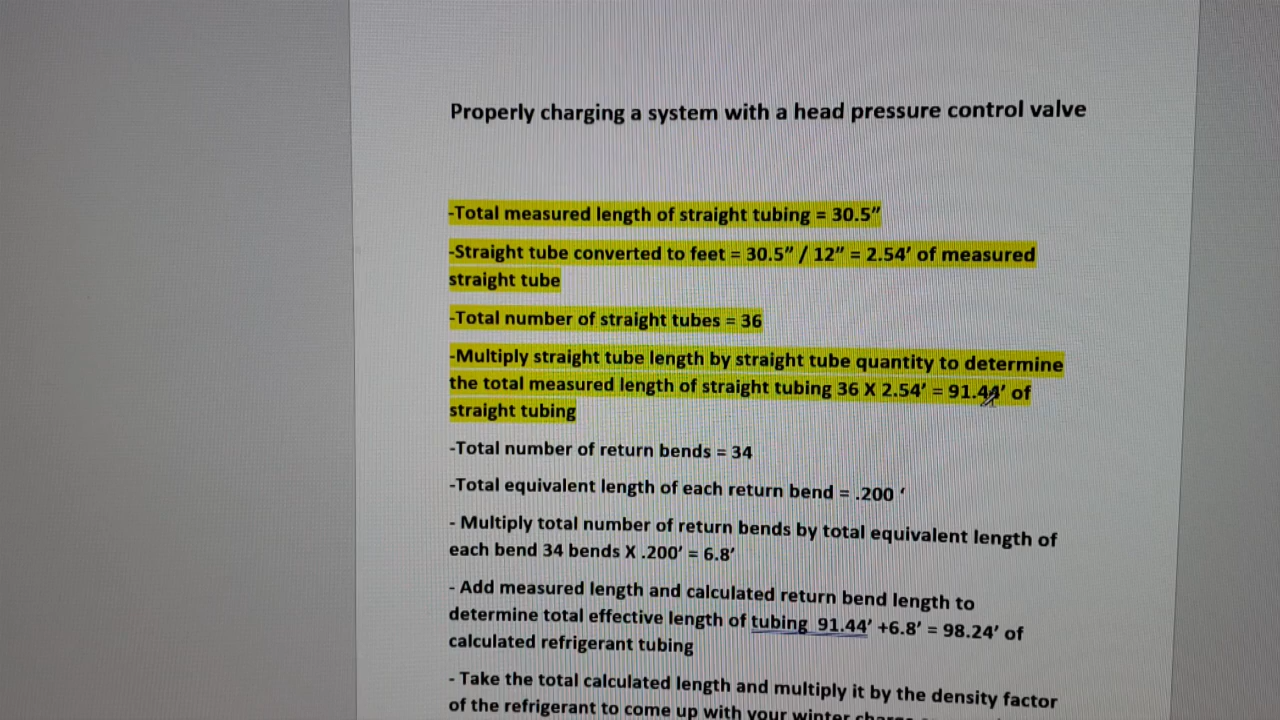 Properly charging a system with a head pressure control valve
-Total measured length of straight tubing = 30.5”
-Straight tube converted to feet = 30.5” / 12” = 2.54’ of measured
straight tube
-Total number of straight tubes = 36
-Multiply straight tube length by straight tube quantity to determine
the total measured length of straight tubing 36 X 2.54’ = 91.44’ of
straight tubing
-Total number of return bends = 34
-Total equivalent length of each return bend = .200 ‘
- Multiply total number of return bends by total equivalent length of
each bend 34 bends X .200’ = 6.8’
- Add measured length and calculated return bend length to
determine total effective length of tubing 91.44’ +6.8’ = 98.24’ of
calculated refrigerant tubing
- Take the total calculated length and multiply it by the density factor
of the refrigerant to come up with your winter charge